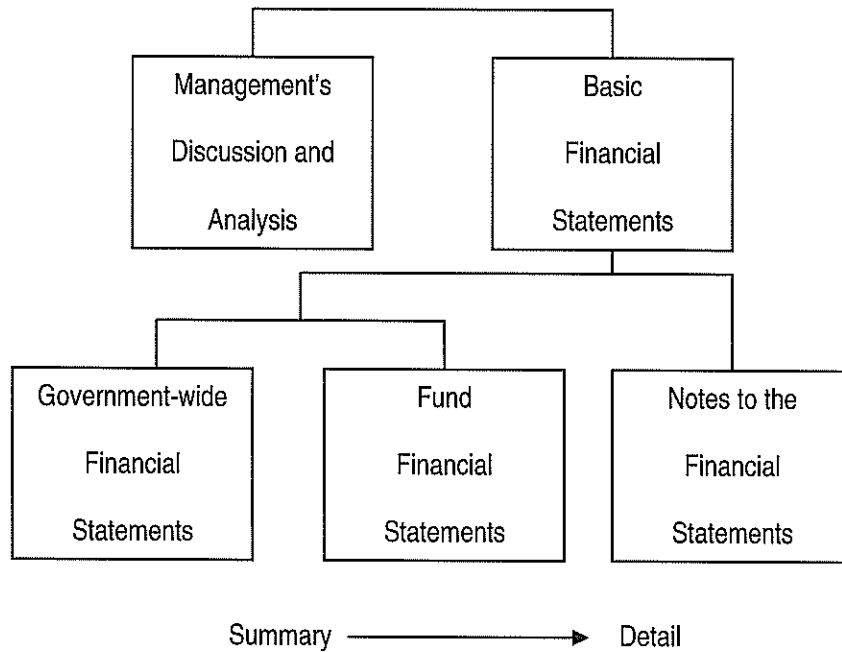 Management's
Discussion and
Analysis
Basic
Financial
Statements
Government-wide
Financial
Statements
Fund
Financial
Statements
Notes to the
Financial
Statements
Summary
Detail